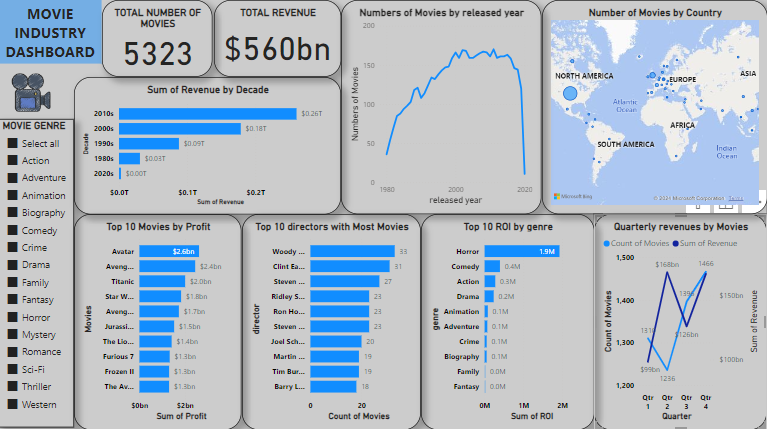 MOVIE
INDUSTRY
DASHBOARD
TOTAL NUMBER OF
MOVIES
5323
TOTAL REVENUE
$560bn
Sum of Revenue by Decade
Decade
2010s
2000s
1990s
1980s
2020s
$0.26T
$0.18T
$0.09T
$0.03T
$0.00T
$0.0T $0.1T $0.2T
Sum of Revenue
Numbers of Movies by released year
Numbers of Movies
200
150
100
50
0
1980 2000 2020
released year
Number of Movies by Country
NORTH AMERICA
EUROPE
ASIA
Atlantic
Ocean
AFRICA
SOUTH AMERICA
Indian
Ocean
Microsoft Bing
© 2024 Microsoft Corporation Terms
MOVIE GENRE
Select all
Action
Adventure
Animation
Biography
Comedy
Crime
Drama
Family
Fantasy
Horror
Mystery
Romance
Sci-Fi
Thriller
Western
Top 10 Movies by Profit
Movies
Avatar $2.6bn
Aveng... $2.4bn
Titanic $2.0bn
Star W... $1.8bn
Aveng... $1.7bn
Jurassi... $1.5bn
The Lio... $1.4bn
Furious 7 $1.3bn
Frozen II $1.3bn
The Av... $1.3bn
$0bn $2bn
Sum of Profit
Top 10 directors with Most Movies
director
Woody ... 33
Clint Ea... 31
Steven ... 27
Ridley S... 23
Ron Ho... 23
Steven ... 23
Joel Sch... 20
Martin ... 19
Tim Bur... 19
Barry L... 18
0 20
Count of Movies
Top 10 ROI by genre
genre
Horror 1.9M
Comedy 0.4M
Action 0.3M
Drama 0.2M
Animation 0.1M
Adventure 0.1M
Crime 0.1M
Biography 0.1M
Family 0.0M
Fantasy 0.0M
0M 1M 2M
Sum of ROI
Quarterly revenues by Movies
Count of Movies Sum of Revenue
Count of Movies
1,500
1,400
1,300
1,200
$168bn
1466
$126bn
$99bn
1236
$150bn
$100bn
Sum of Revenue
Qtr Qtr Qtr Qtr
1 2 3 4
Quarter